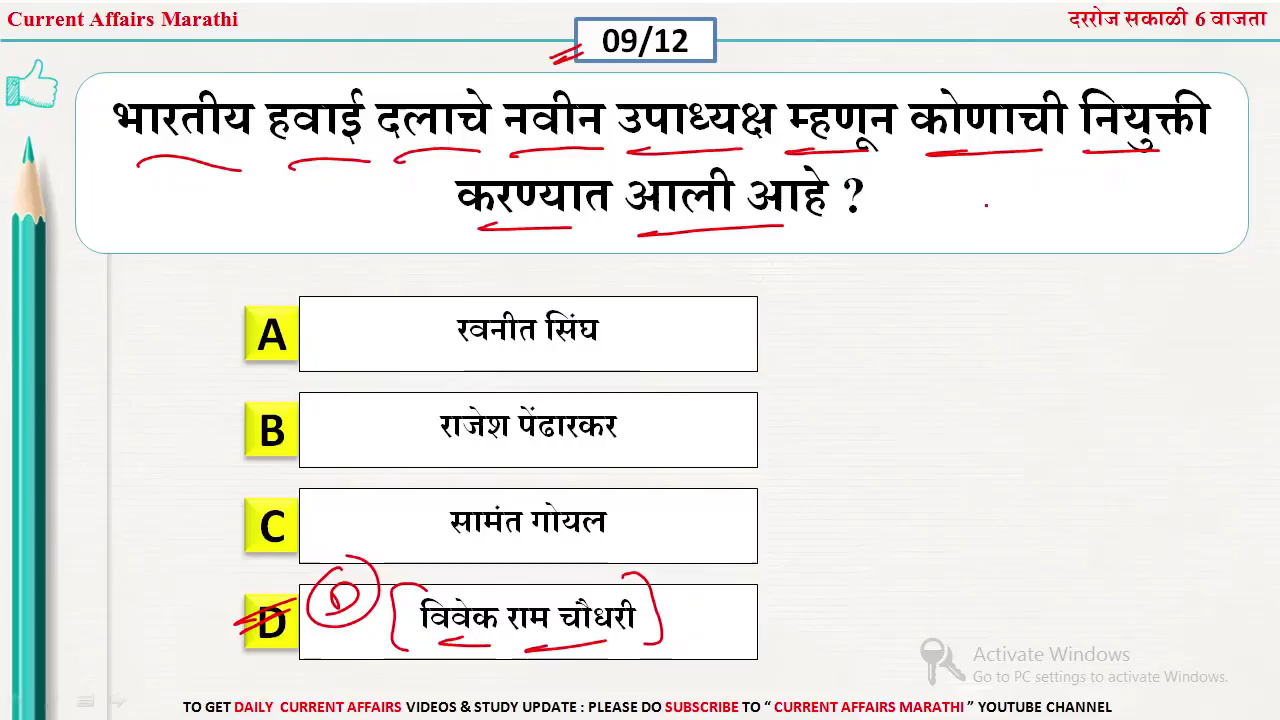 Current Affairs Marathi
दररोज सकाळी 6 वाजता
09/12
भारतीय हवाई दलाचे नवीन उपाध्यक्ष म्हणून कोणाची नियुक्ती
करण्यात आली आहे ?
A रवनीत सिंघ
B राजेश पेंढारकर
C सामंत गोयल
D D विवेक राम चौधरी
Activate Windows
Go to PC settings to activate Windows.
TO GET DAILY CURRENT AFFAIRS VIDEOS & STUDY UPDATE : PLEASE DO SUBSCRIBE TO “ CURRENT AFFAIRS MARATHI ” YOUTUBE CHANNEL